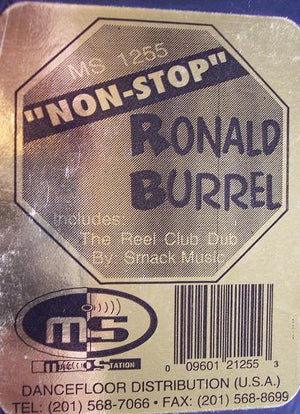 MS 1255
"NON-STOP"
RONALD
BURREL
Includes:
The Reel Club Dub
By: Smack Music
ms
STATION
0 09601 21255 3
DANCEFLOOR DISTRIBUTION (U.S.A.)
TEL: (201) 568-7066 • FAX: (201) 568-8699